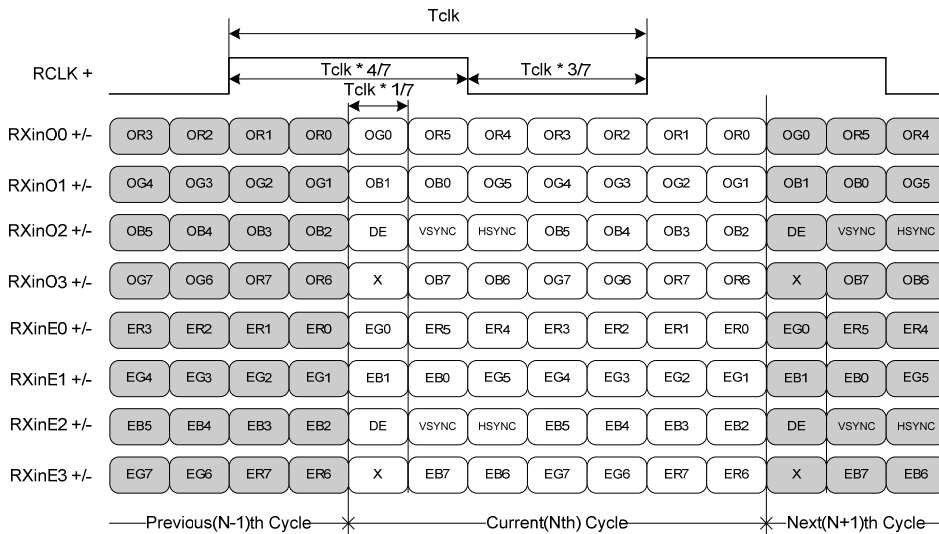 Tclk
RCLK +
Tclk * 4/7
Tclk * 3/7
Tclk * 1/7
RXinO0 +/- OR3 OR2 OR1 OR0 OG0 OR5 OR4 OR3 OR2 OR1 OR0 OG0 OR5 OR4
RXinO1 +/- OG4 OG3 OG2 OG1 OB1 OB0 OG5 OG4 OG3 OG2 OG1 OB1 OB0 OG5
RXinO2 +/- OB5 OB4 OB3 OB2 DE VSYNC HSYNC OB5 OB4 OB3 OB2 DE VSYNC HSYNC
RXinO3 +/- OG7 OG6 OR7 OR6 X OB7 OB6 OG7 OG6 OR7 OR6 X OB7 OB6
RXinE0 +/- ER3 ER2 ER1 ER0 EG0 ER5 ER4 ER3 ER2 ER1 ER0 EG0 ER5 ER4
RXinE1 +/- EG4 EG3 EG2 EG1 EB1 EB0 EG5 EG4 EG3 EG2 EG1 EB1 EB0 EG5
RXinE2 +/- EB5 EB4 EB3 EB2 DE VSYNC HSYNC EB5 EB4 EB3 EB2 DE VSYNC HSYNC
RXinE3 +/- EG7 EG6 ER7 ER6 X EB7 EB6 EG7 EG6 ER7 ER6 X EB7 EB6
Previous(N-1)th Cycle Current(Nth) Cycle Next(N+1)th Cycle